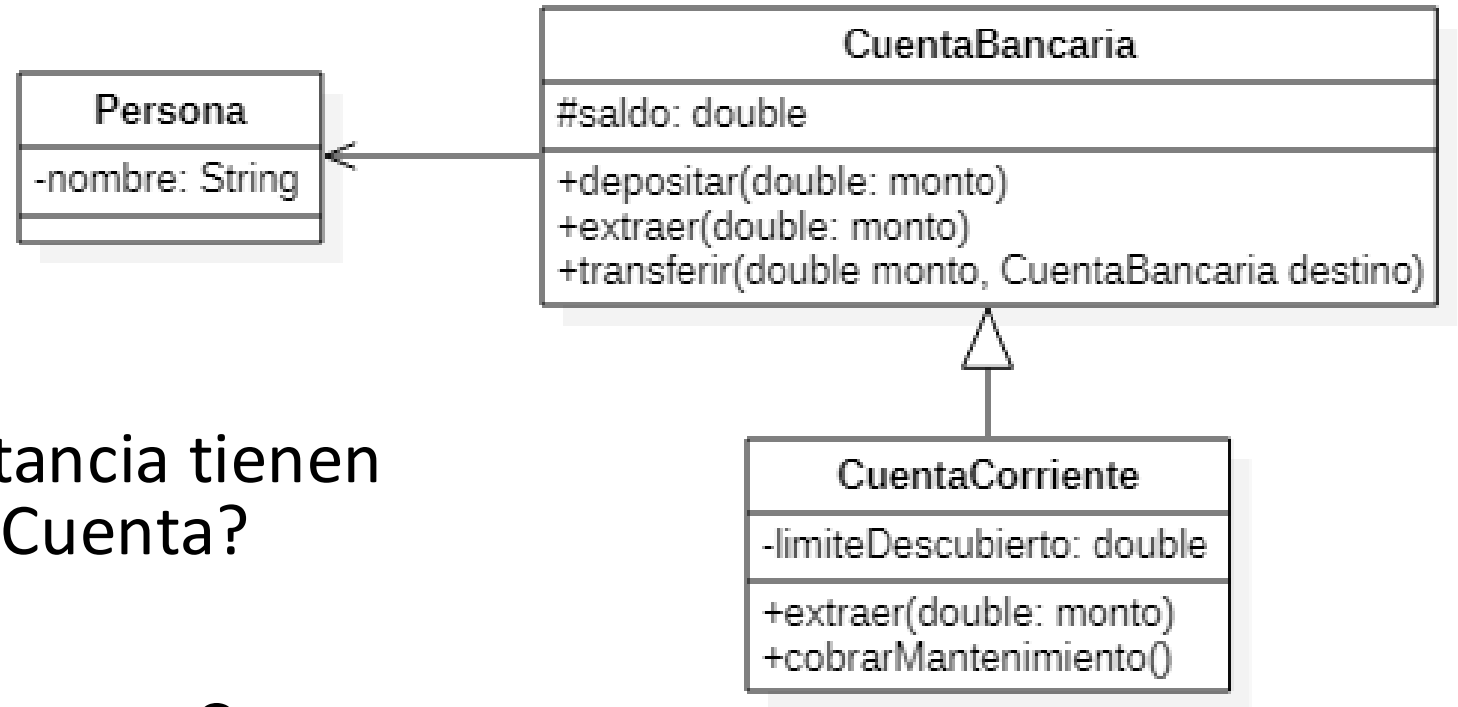 Persona
-nombre: String
CuentaBancaria
#saldo: double
+depositar(double: monto)
+extraer(double: monto)
+transferir(double monto, CuentaBancaria destino)
tienen
Cuenta?
CuentaCorriente
-limiteDescubierto: double
+extraer(double: monto)
+cobrarMantenimiento()